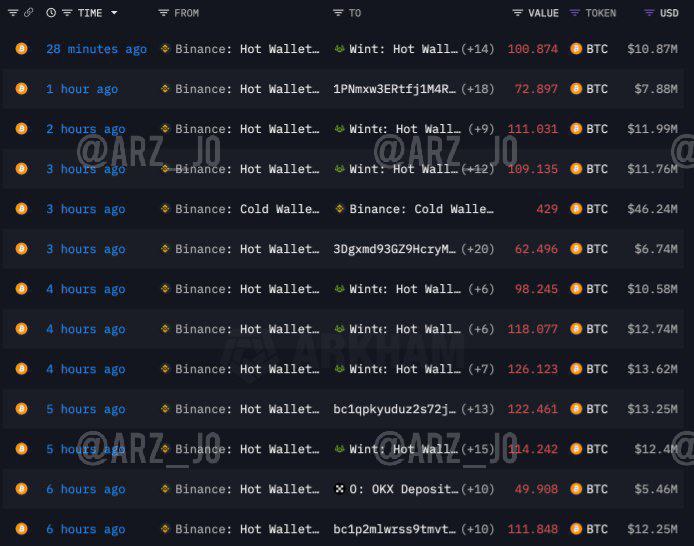 TIME FROM TO VALUE TOKEN USD
28 minutes ago Binance: Hot Wallet… Wint: Hot Wall…(+14) 100.874 BTC $10.87M
1 hour ago Binance: Hot Wallet… 1PNmxw3ERtfj1M4R…(+18) 72.897 BTC $7.88M
2 hours ago Binance: Hot Wallet… Wint: Hot Wall… (+9) 111.031 BTC $11.99M
@ARZ_JO @ARZ_JO @
3 hours ago Binance: Hot Wallet… Wint: Hot Wall…(+12) 109.135 BTC $11.76M
3 hours ago Binance: Cold Walle… Binance: Cold Walle… 429 BTC $46.24M
3 hours ago Binance: Hot Wallet… 3Dgxmd93GZ9HcryM…(+20) 62.496 BTC $6.74M
4 hours ago Binance: Hot Wallet… Wint: Hot Wall… (+6) 98.245 BTC $10.58M
4 hours ago Binance: Hot Wallet… Wint: Hot Wall… (+6) 118.077 BTC $12.74M
ARKHAM
4 hours ago Binance: Hot Wallet… Wint: Hot Wall… (+7) 126.123 BTC $13.62M
5 hours ago Binance: Hot Wallet… bc1qpkyuduz2s72j…(+13) 122.461 BTC $13.25M
5 hours ago Binance: Hot Wallet… Wint: Hot Wall…(+15) 114.242 BTC $12.4M
@ARZ_JO @ARZ_JO @
6 hours ago Binance: Hot Wallet… O: OKX Deposit…(+10) 49.908 BTC $5.46M
6 hours ago Binance: Hot Wallet… bc1p2mlwrss9tmvt…(+10) 111.848 BTC $12.25M